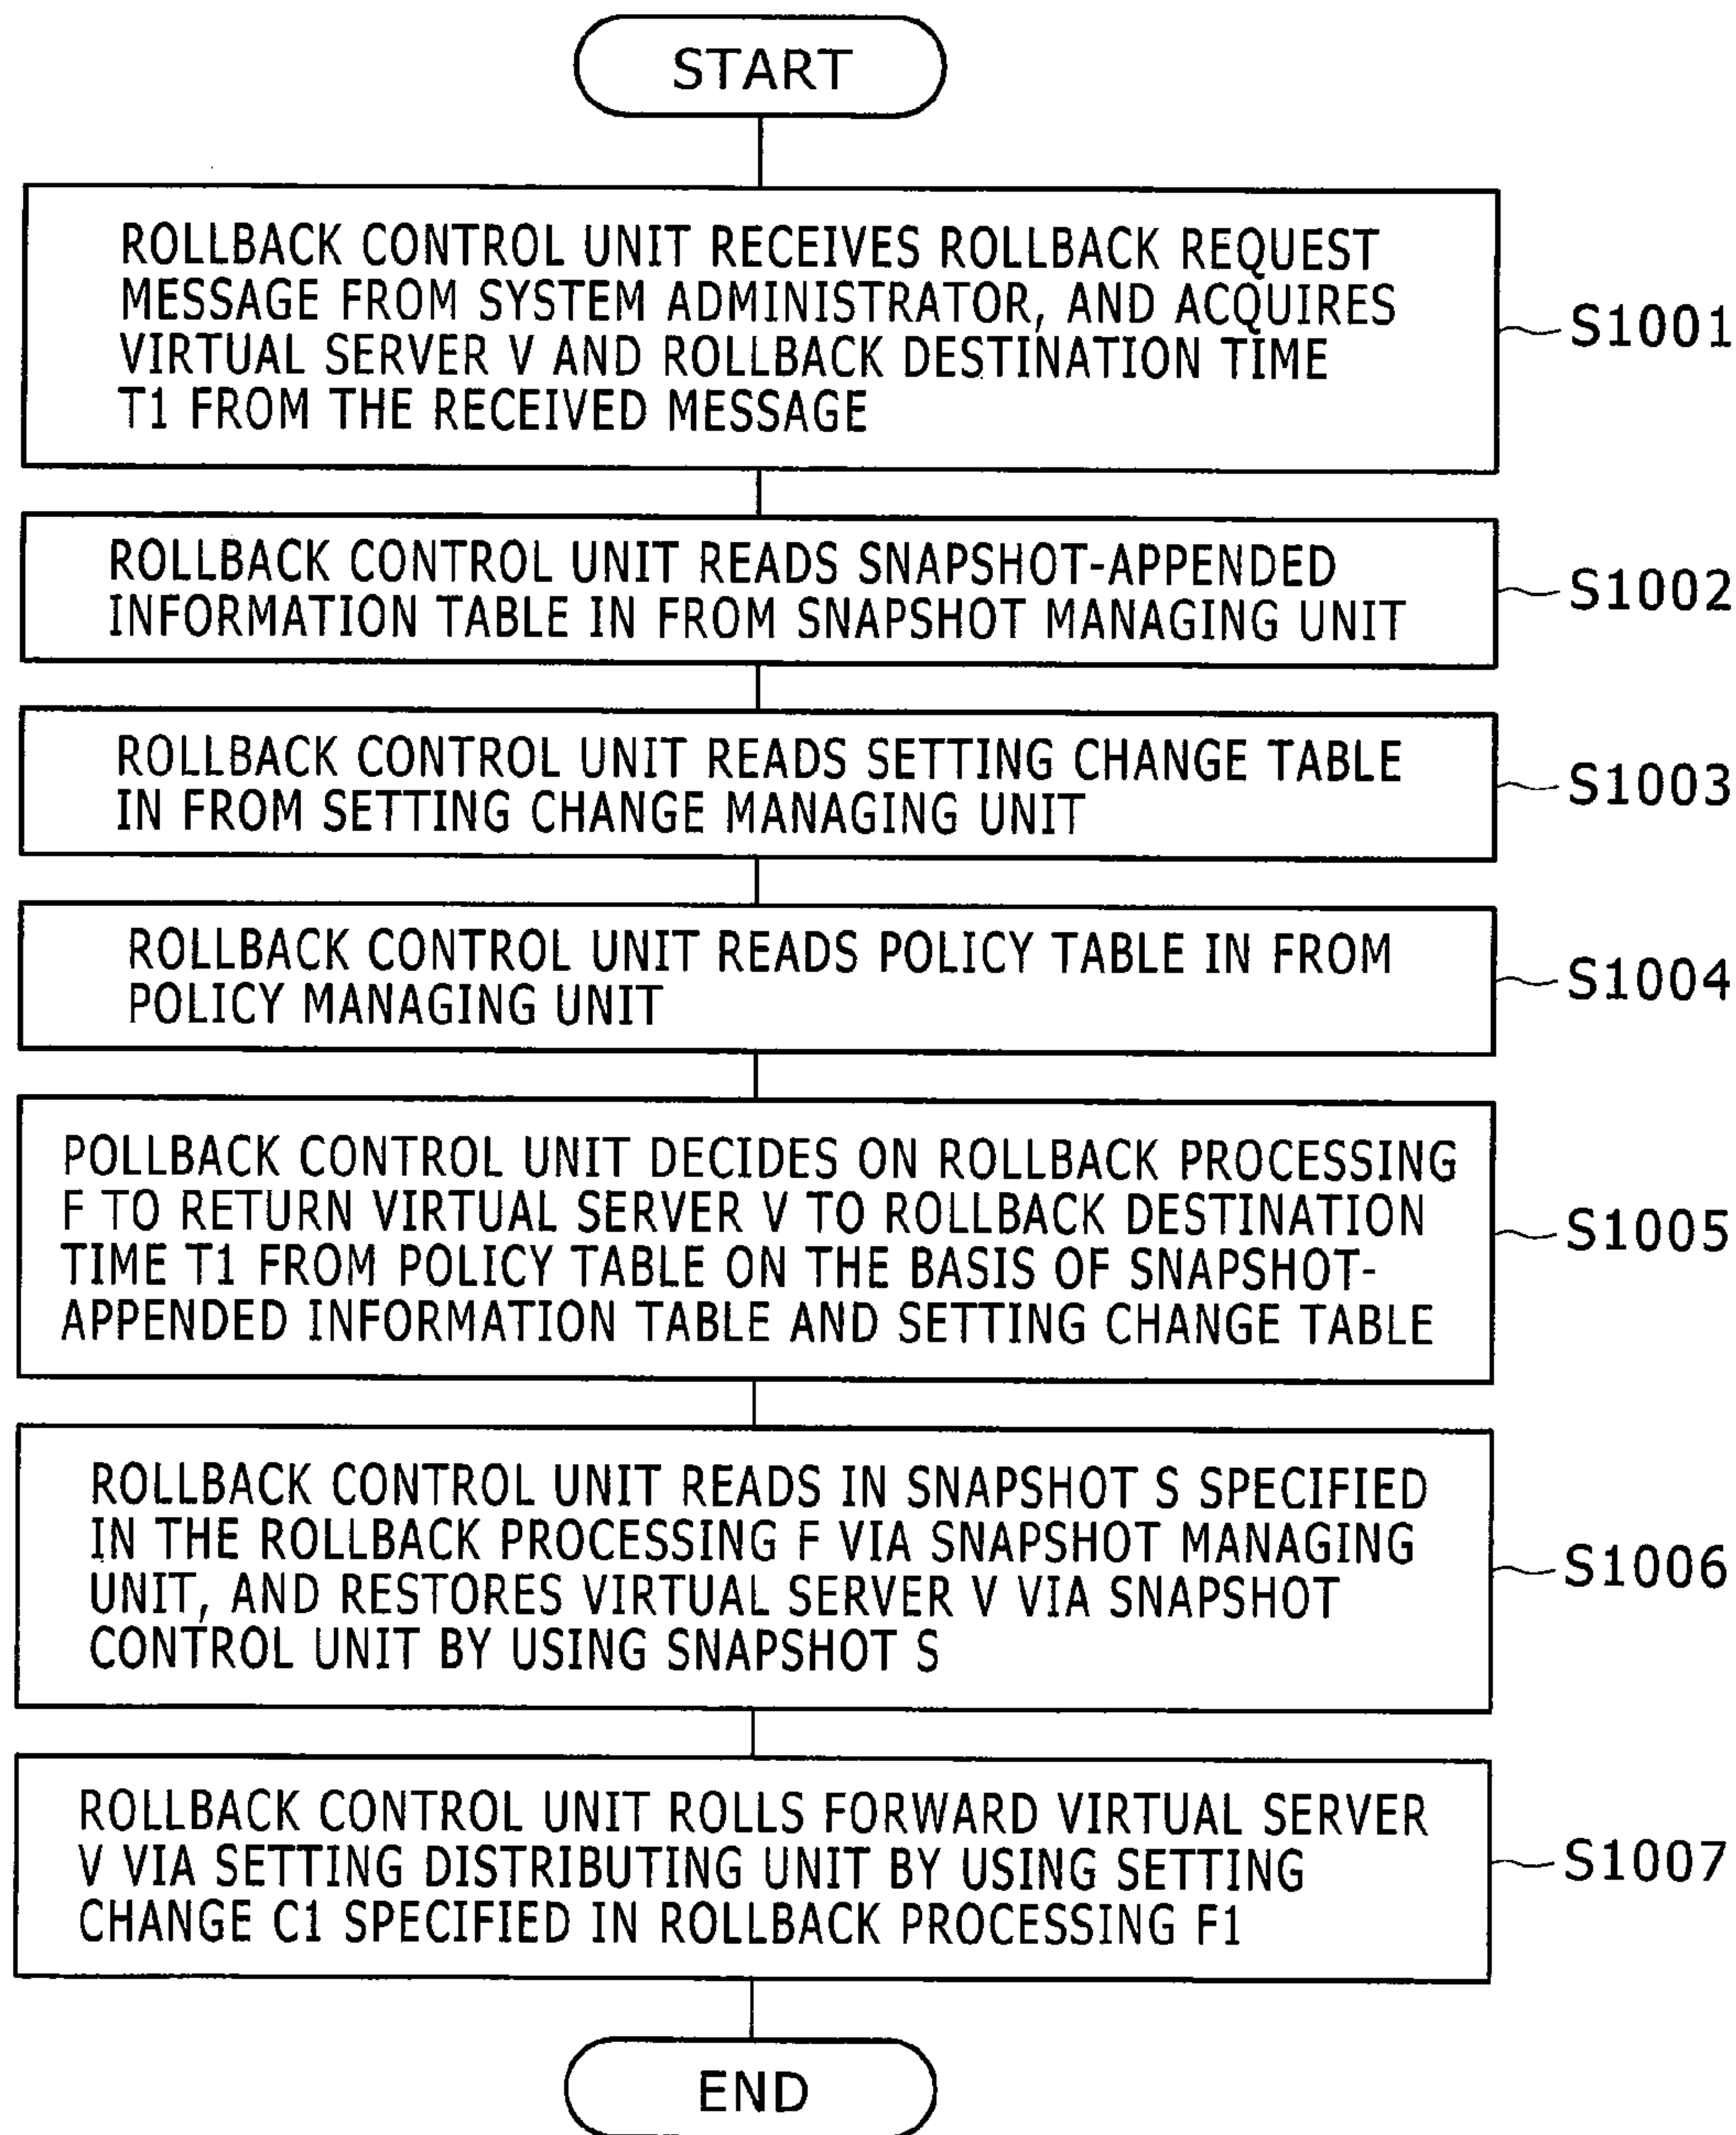 START
ROLLBACK CONTROL UNIT RECEIVES ROLLBACK REQUEST
MESSAGE FROM SYSTEM ADMINISTRATOR, AND ACQUIRES
VIRTUAL SERVER V AND ROLLBACK DESTINATION TIME
T1 FROM THE RECEIVED MESSAGE
S1001
ROLLBACK CONTROL UNIT READS SNAPSHOT-APPENDED
INFORMATION TABLE IN FROM SNAPSHOT MANAGING UNIT
S1002
ROLLBACK CONTROL UNIT READS SETTING CHANGE TABLE
IN FROM SETTING CHANGE MANAGING UNIT
S1003
ROLLBACK CONTROL UNIT READS POLICY TABLE IN FROM
POLICY MANAGING UNIT
S1004
POLLBACK CONTROL UNIT DECIDES ON ROLLBACK PROCESSING
F TO RETURN VIRTUAL SERVER V TO ROLLBACK DESTINATION
TIME T1 FROM POLICY TABLE ON THE BASIS OF SNAPSHOT-
APPENDED INFORMATION TABLE AND SETTING CHANGE TABLE
S1005
ROLLBACK CONTROL UNIT READS IN SNAPSHOT S SPECIFIED
IN THE ROLLBACK PROCESSING F VIA SNAPSHOT MANAGING
UNIT, AND RESTORES VIRTUAL SERVER V VIA SNAPSHOT
CONTROL UNIT BY USING SNAPSHOT S
S1006
ROLLBACK CONTROL UNIT ROLLS FORWARD VIRTUAL SERVER
V VIA SETTING DISTRIBUTING UNIT BY USING SETTING
CHANGE C1 SPECIFIED IN ROLLBACK PROCESSING F1
S1007
END